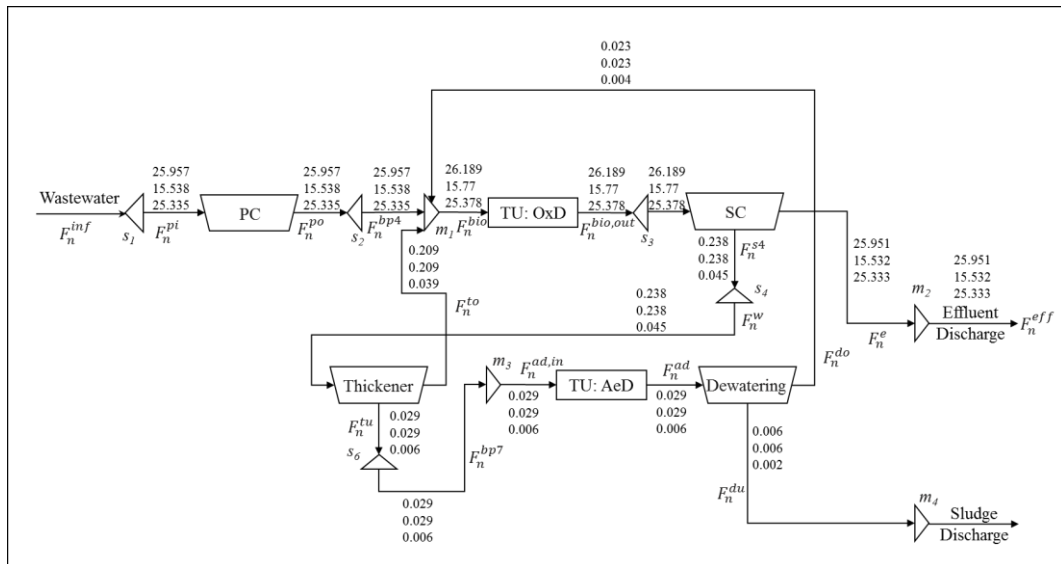 0.023
0.023
0.004
25.957
15.538
25.335
25.957
15.538
25.335
25.957
15.538
25.335
26.189
15.77
25.378
26.189
15.77
25.378
26.189
15.77
25.378
Wastewater
F_n^{inf}
s_1
F_n^{pi}
PC
F_n^{po}
s_2
F_n^{bp4}
m_1
F_n^{bio}
TU: OxD
F_n^{bio,out}
s_3
SC
0.209
0.209
0.039
F_n^{to}
0.238
0.238
0.045
F_n^{s4}
s_4
F_n^{w}
0.238
0.238
0.045
25.951
15.532
25.333
F_n^{e}
m_2
25.951
15.532
25.333
Effluent
Discharge
F_n^{eff}
F_n^{do}
Thickener
F_n^{tu}
0.029
0.029
0.006
s_6
0.029
0.029
0.006
F_n^{bp7}
m_3
F_n^{ad,in}
0.029
0.029
0.006
TU: AeD
F_n^{ad}
0.029
0.029
0.006
Dewatering
0.006
0.006
0.002
F_n^{du}
m_4
Sludge
Discharge